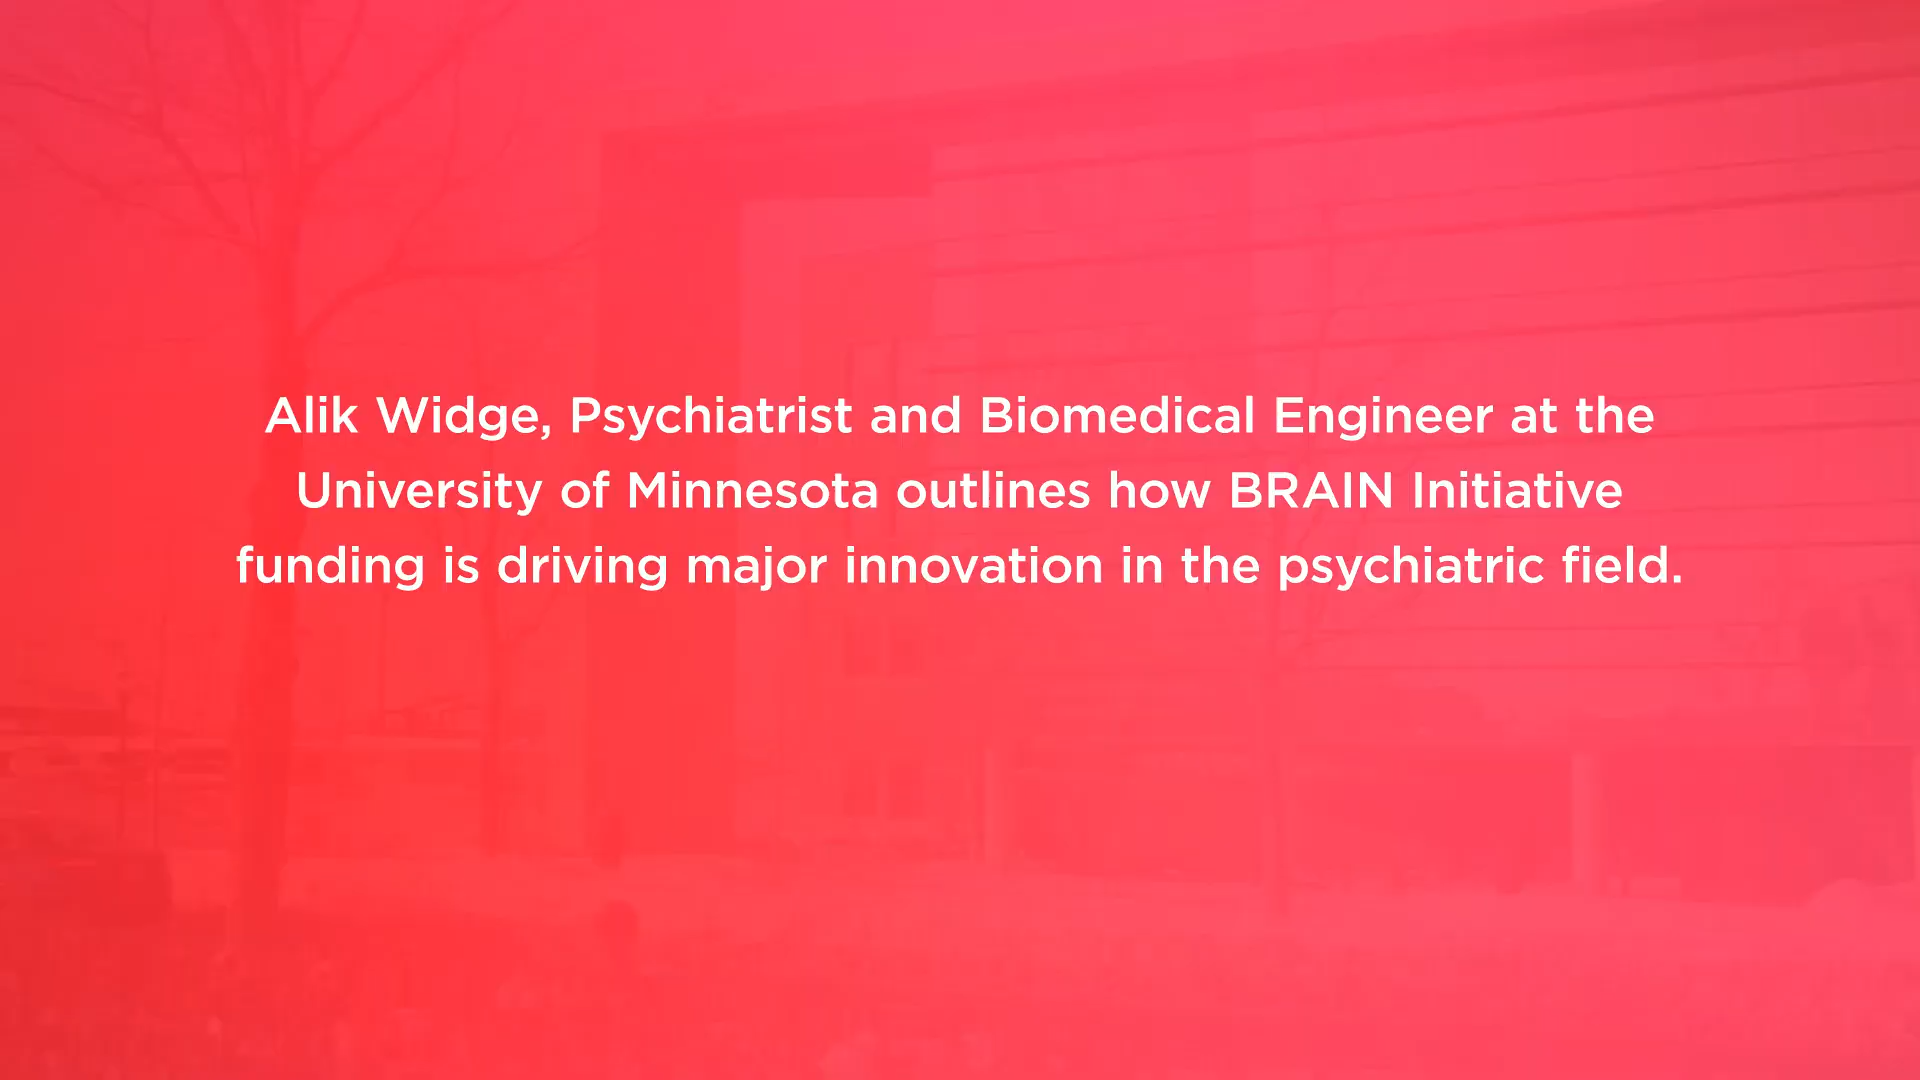 Alik Widge, Psychiatrist and Biomedical Engineer at the
University of Minnesota outlines how BRAIN Initiative
funding is driving major innovation in the psychiatric field.